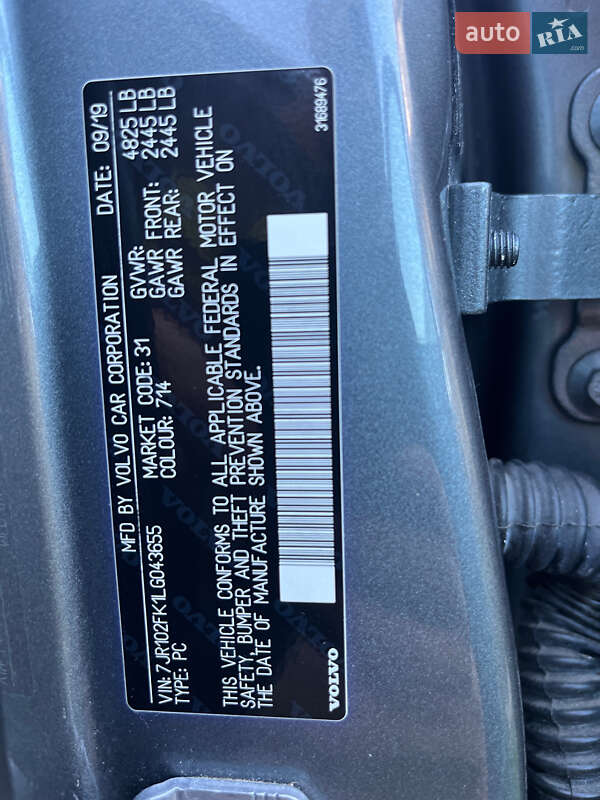 MFD BY VOLVO CAR CORPORATION DATE: 09/19
GVWR: 4825 LB
MARKET CODE: 31 GAWR FRONT: 2445 LB
COLOUR: 714 GAWR REAR: 2445 LB
VIN: 7JR102FK1LG043655
TYPE: PC
THIS VEHICLE CONFORMS TO ALL APPLICABLE FEDERAL MOTOR VEHICLE
SAFETY, BUMPER AND THEFT PREVENTION STANDARDS IN EFFECT ON
THE DATE OF MANUFACTURE SHOWN ABOVE.
VOLVO
31689476
auto RIA .com